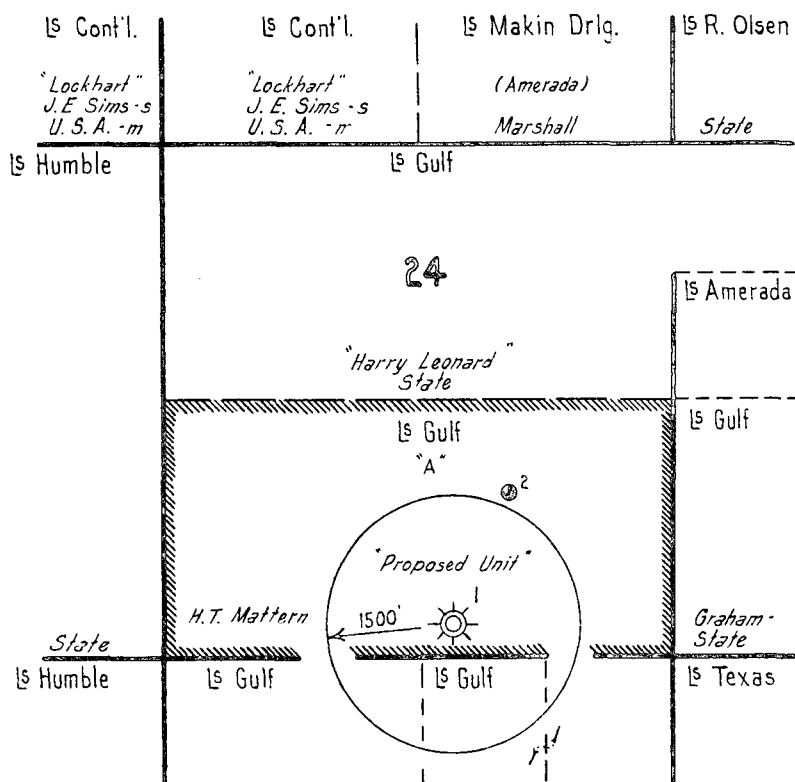 Ls Cont'l.
Ls Cont'l.
Ls Makin Drlg.
Ls R. Olsen
"Lockhart"
J.E Sims-s
U.S.A. -m
"Lockhart"
J.E. Sims-s
U.S.A. -m
(Amerada)
Marshall
State
Ls Humble
Ls Gulf
24
Ls Amerada
"Harry Leonard"
State
Ls Gulf
"A"
Ls Gulf
2
"Proposed Unit"
1
H.T. Mattern
1500'
Graham-
State
State
Ls Humble
Ls Gulf
Ls Gulf
Ls Texas